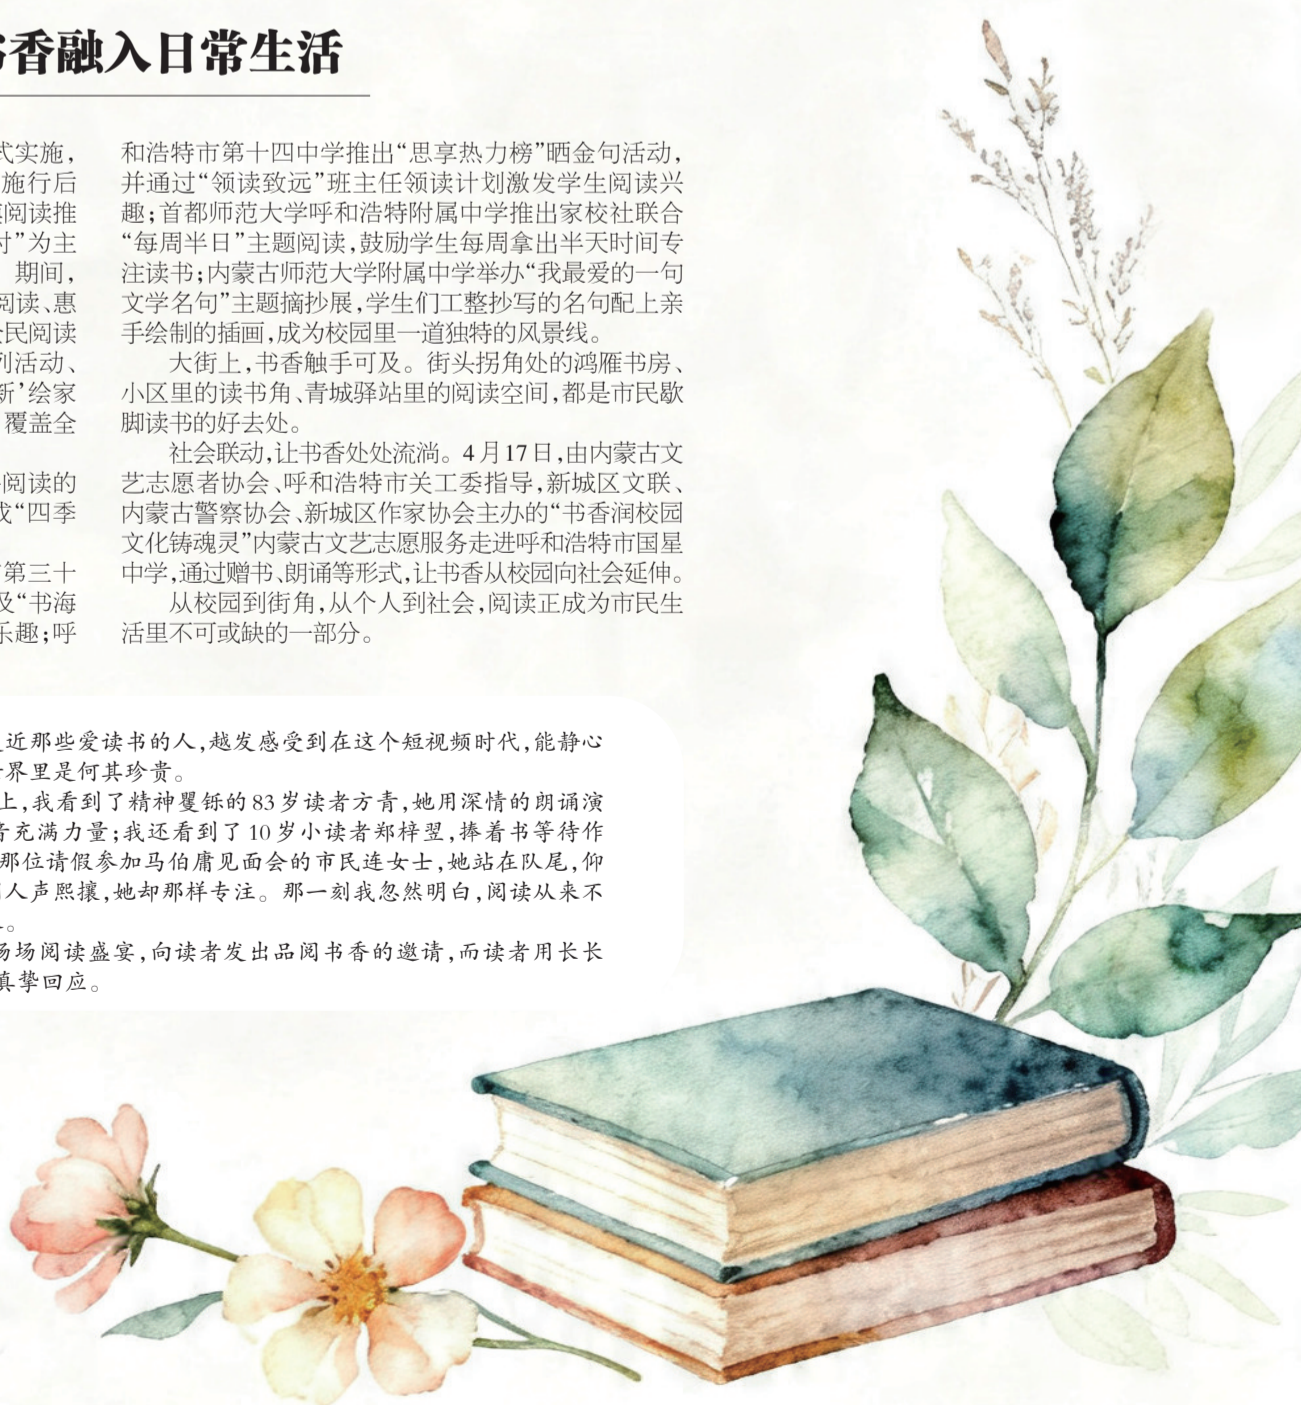 书香融入日常生活
式实施，
施行后
阅读推
村”为主
期间，
阅读、惠
全民阅读
列活动、
新’绘家
覆盖全
阅读的
成“四季
第三十
及“书海
乐趣；呼
和浩特市第十四中学推出“思享热力榜”晒金句活动，
并通过“领读致远”班主任领读计划激发学生阅读兴
趣；首都师范大学呼和浩特附属中学推出家校社联合
“每周半日”主题阅读，鼓励学生每周拿出半天时间专
注读书；内蒙古师范大学附属中学举办“我最爱的一句
文学名句”主题摘抄展，学生们工整抄写的名句配上亲
手绘制的插画，成为校园里一道独特的风景线。
大街上，书香触手可及。街头拐角处的鸿雁书房、
小区里的读书角、青城驿站里的阅读空间，都是市民歇
脚读书的好去处。
社会联动，让书香处处流淌。4月17日，由内蒙古文
艺志愿者协会、呼和浩特市关工委指导，新城区文联、
内蒙古警察协会、新城区作家协会主办的“书香润校园
文化铸魂灵”内蒙古文艺志愿服务走进呼和浩特市国星
中学，通过赠书、朗诵等形式，让书香从校园向社会延伸。
从校园到街角，从个人到社会，阅读正成为市民生
活里不可或缺的一部分。
近那些爱读书的人，越发感受到在这个短视频时代，能静心
界里是何其珍贵。
上，我看到了精神矍铄的83岁读者方青，她用深情的朗诵演
音充满力量；我还看到了10岁小读者郑梓翌，捧着书等待作
那位请假参加马伯庸见面会的市民连女士，她站在队尾，仰
人声熙攘，她却那样专注。那一刻我忽然明白，阅读从来不
。
场场阅读盛宴，向读者发出品阅书香的邀请，而读者用长长
真挚回应。